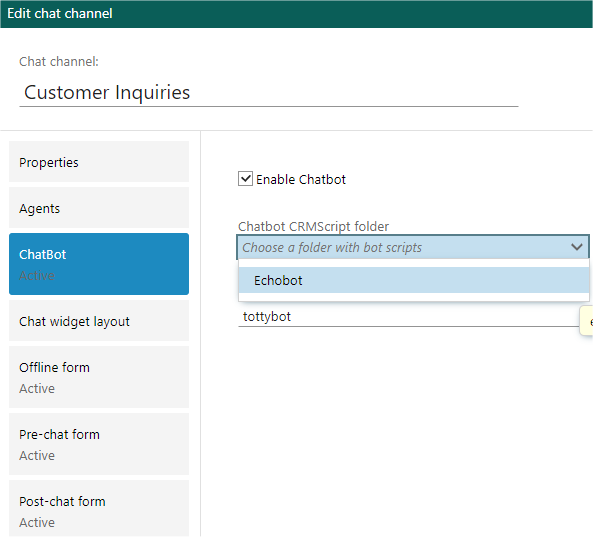 Edit chat channel
Chat channel:
Customer Inquiries
Properties
Agents
ChatBot
Active
Chat widget layout
Offline form
Active
Pre-chat form
Active
Post-chat form
Active
Enable Chatbot
Chatbot CRMScript folder
Choose a folder with bot scripts
Echobot
tottybot